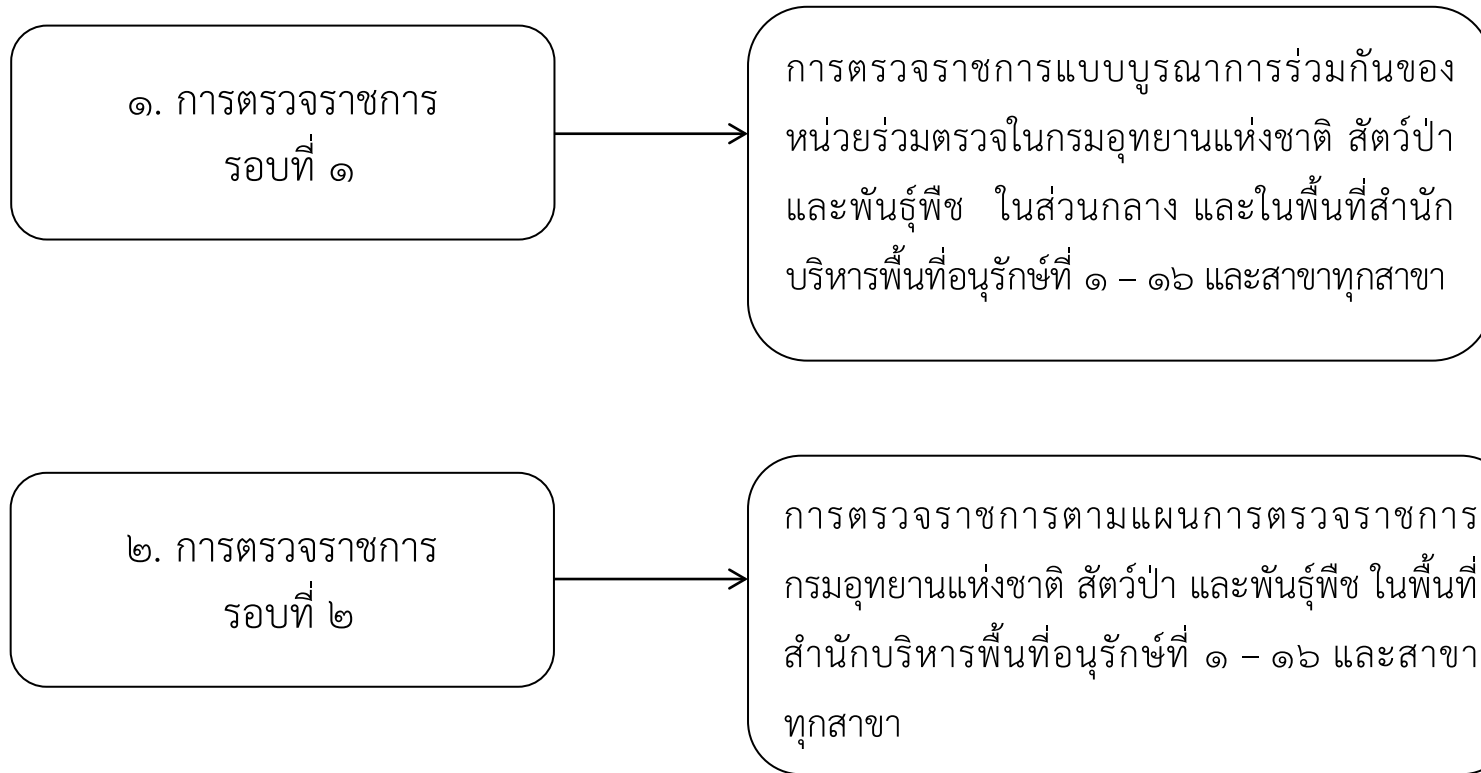 ๑. การตรวจราชการ
รอบที่ ๑
การตรวจราชการแบบบูรณาการร่วมกันของ
หน่วยร่วมตรวจในกรมอุทยานแห่งชาติ สัตว์ป่า
และพันธุ์พืช ในส่วนกลาง และในพื้นที่สำนัก
บริหารพื้นที่อนุรักษ์ที่ ๑ – ๑๖ และสาขาทุกสาขา
๒. การตรวจราชการ
รอบที่ ๒
การตรวจราชการตามแผนการตรวจราชการ
กรมอุทยานแห่งชาติ สัตว์ป่า และพันธุ์พืช ในพื้นที่
สำนักบริหารพื้นที่อนุรักษ์ที่ ๑ – ๑๖ และสาขา
ทุกสาขา